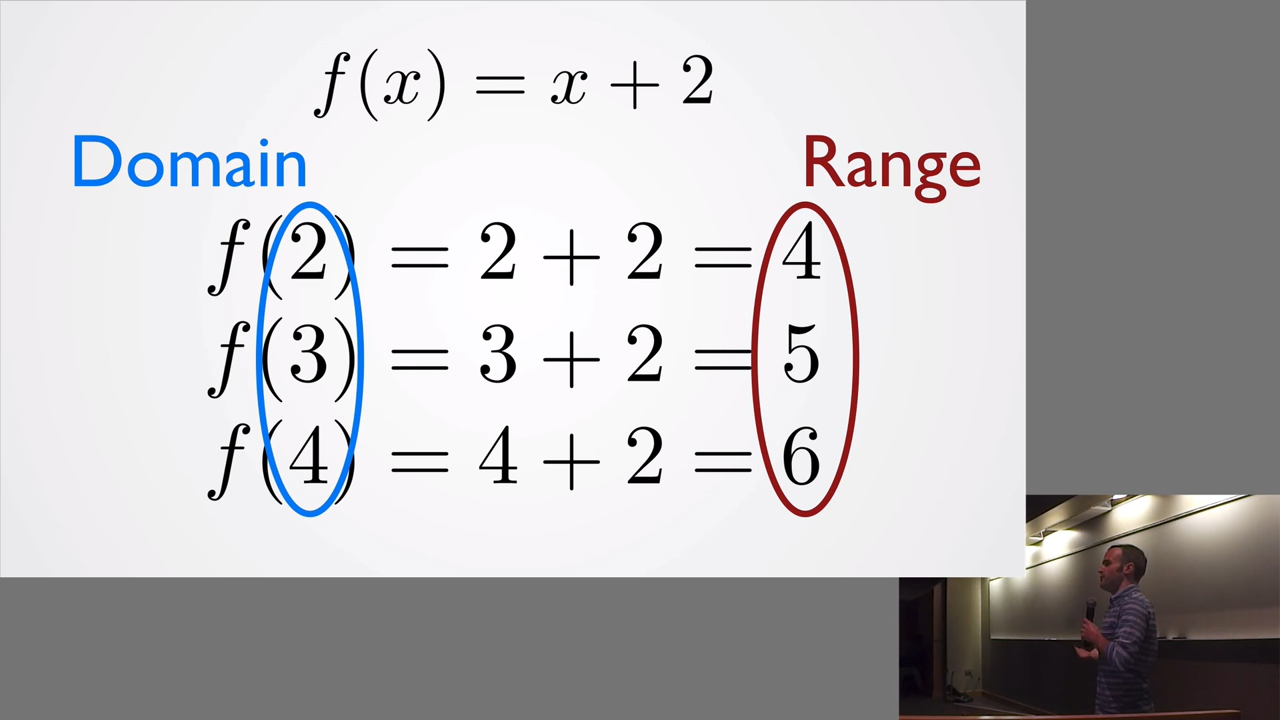 f(x) = x + 2
Domain Range
f(2) = 2 + 2 = 4
f(3) = 3 + 2 = 5
f(4) = 4 + 2 = 6